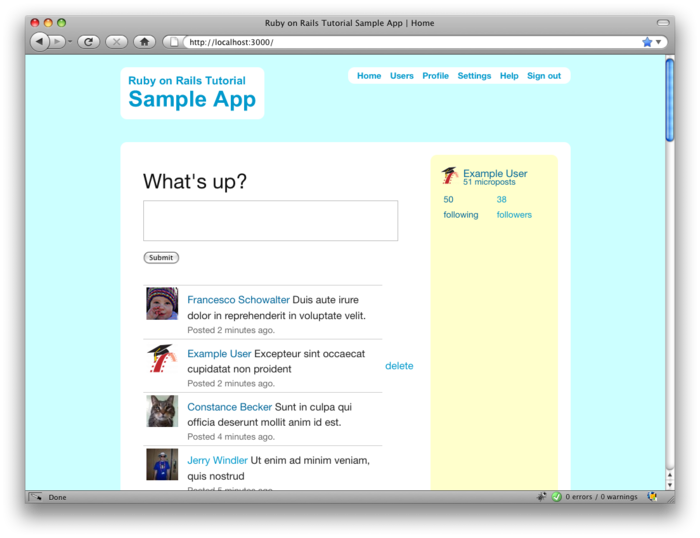 Ruby on Rails Tutorial Sample App | Home
http://localhost:3000/
Ruby on Rails Tutorial
Sample App
Home Users Profile Settings Help Sign out
What's up?
Submit
Example User
51 microposts
50 38
following followers
Francesco Schowalter Duis aute irure
dolor in reprehenderit in voluptate velit.
Posted 2 minutes ago.
Example User Excepteur sint occaecat
cupidatat non proident
Posted 2 minutes ago.
delete
Constance Becker Sunt in culpa qui
officia deserunt mollit anim id est.
Posted 4 minutes ago.
Jerry Windler Ut enim ad minim veniam,
quis nostrud
Posted 5 minutes ago.
Done
0 errors / 0 warnings